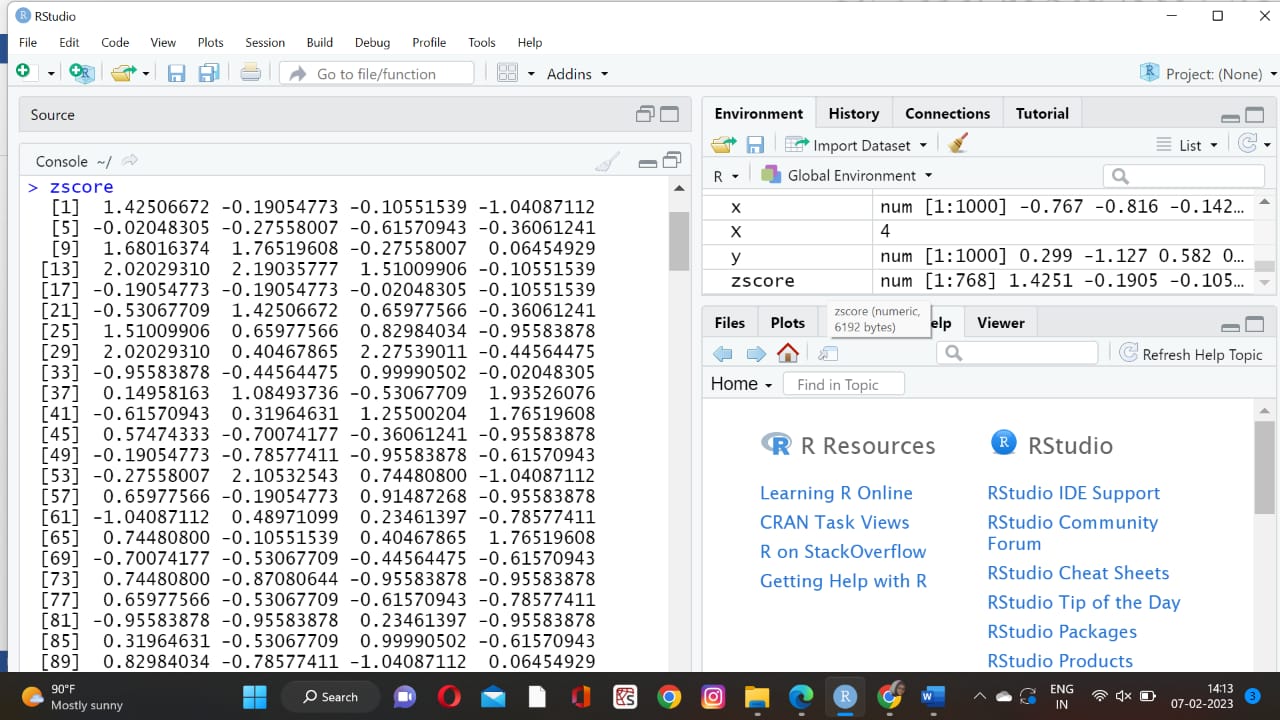 RStudio
File Edit Code View Plots Session Build Debug Profile Tools Help
Go to file/function Addins Project: (None)
Source
Console ~/
> zscore
[1] 1.42506672 -0.19054773 -0.10551539 -1.04087112
[5] -0.02048305 -0.27558007 -0.61570943 -0.36061241
[9] 1.68016374 1.76519608 -0.27558007 0.06454929
[13] 2.02029310 2.19035777 1.51009906 -0.10551539
[17] -0.19054773 -0.19054773 -0.02048305 -0.10551539
[21] -0.53067709 1.42506672 0.65977566 -0.36061241
[25] 1.51009906 0.65977566 0.82984034 -0.95583878
[29] 2.02029310 0.40467865 2.27539011 -0.44564475
[33] -0.95583878 -0.44564475 0.99990502 -0.02048305
[37] 0.14958163 1.08493736 -0.53067709 1.93526076
[41] -0.61570943 0.31964631 1.25500204 1.76519608
[45] 0.57474333 -0.70074177 -0.36061241 -0.95583878
[49] -0.19054773 -0.78577411 -0.95583878 -0.61570943
[53] -0.27558007 2.10532543 0.74480800 -1.04087112
[57] 0.65977566 -0.19054773 0.91487268 -0.95583878
[61] -1.04087112 0.48971099 0.23461397 -0.78577411
[65] 0.74480800 -0.10551539 0.40467865 1.76519608
[69] -0.70074177 -0.53067709 -0.44564475 -0.61570943
[73] 0.74480800 -0.87080644 -0.95583878 -0.95583878
[77] 0.65977566 -0.53067709 -0.61570943 -0.78577411
[81] -0.95583878 -0.95583878 0.23461397 -0.95583878
[85] 0.31964631 -0.53067709 0.99990502 -0.61570943
[89] 0.82984034 -0.78577411 -1.04087112 0.06454929
Environment History Connections Tutorial
Import Dataset List
R Global Environment
x num [1:1000] -0.767 -0.816 -0.142...
X 4
y num [1:1000] 0.299 -1.127 0.582 0...
zscore num [1:768] 1.4251 -0.1905 -0.105...
zscore (numeric,
6192 bytes)
Files Plots elp Viewer
Refresh Help Topic
Home Find in Topic
R Resources
Learning R Online
CRAN Task Views
R on StackOverflow
Getting Help with R
RStudio
RStudio IDE Support
RStudio Community
Forum
RStudio Cheat Sheets
RStudio Tip of the Day
RStudio Packages
RStudio Products
90°F
Mostly sunny
Search
ENG
IN
14:13
07-02-2023
3